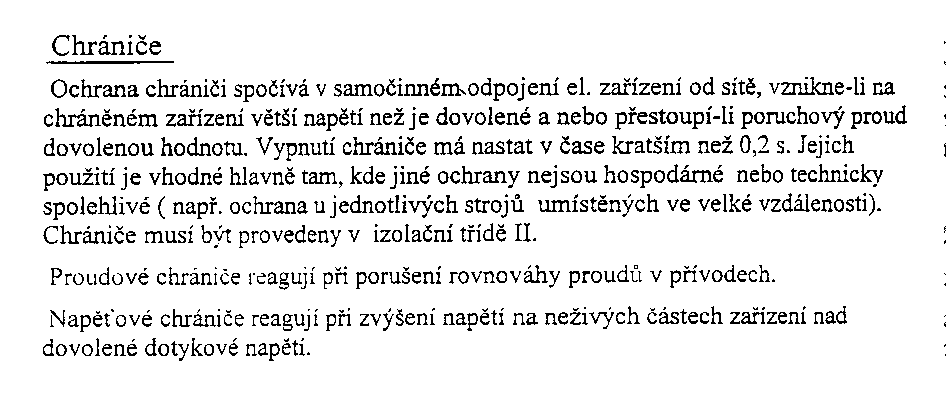 Chrániče
Ochrana chrániči spočívá v samočinném odpojení el. zařízení od sítě, vznikne-li na
chráněném zařízení větší napětí než je dovolené a nebo přestoupí-li poruchový proud
dovolenou hodnotu. Vypnutí chrániče má nastat v čase kratším než 0,2 s. Jejich
použití je vhodné hlavně tam, kde jiné ochrany nejsou hospodárné nebo technicky
spolehlivé ( např. ochrana u jednotlivých strojů umístěných ve velké vzdálenosti).
Chrániče musí být provedeny v izolační třídě II.
Proudové chrániče reagují při porušení rovnováhy proudů v přívodech.
Napěťové chrániče reagují při zvýšení napětí na neživých částech zařízení nad
dovolené dotykové napětí.